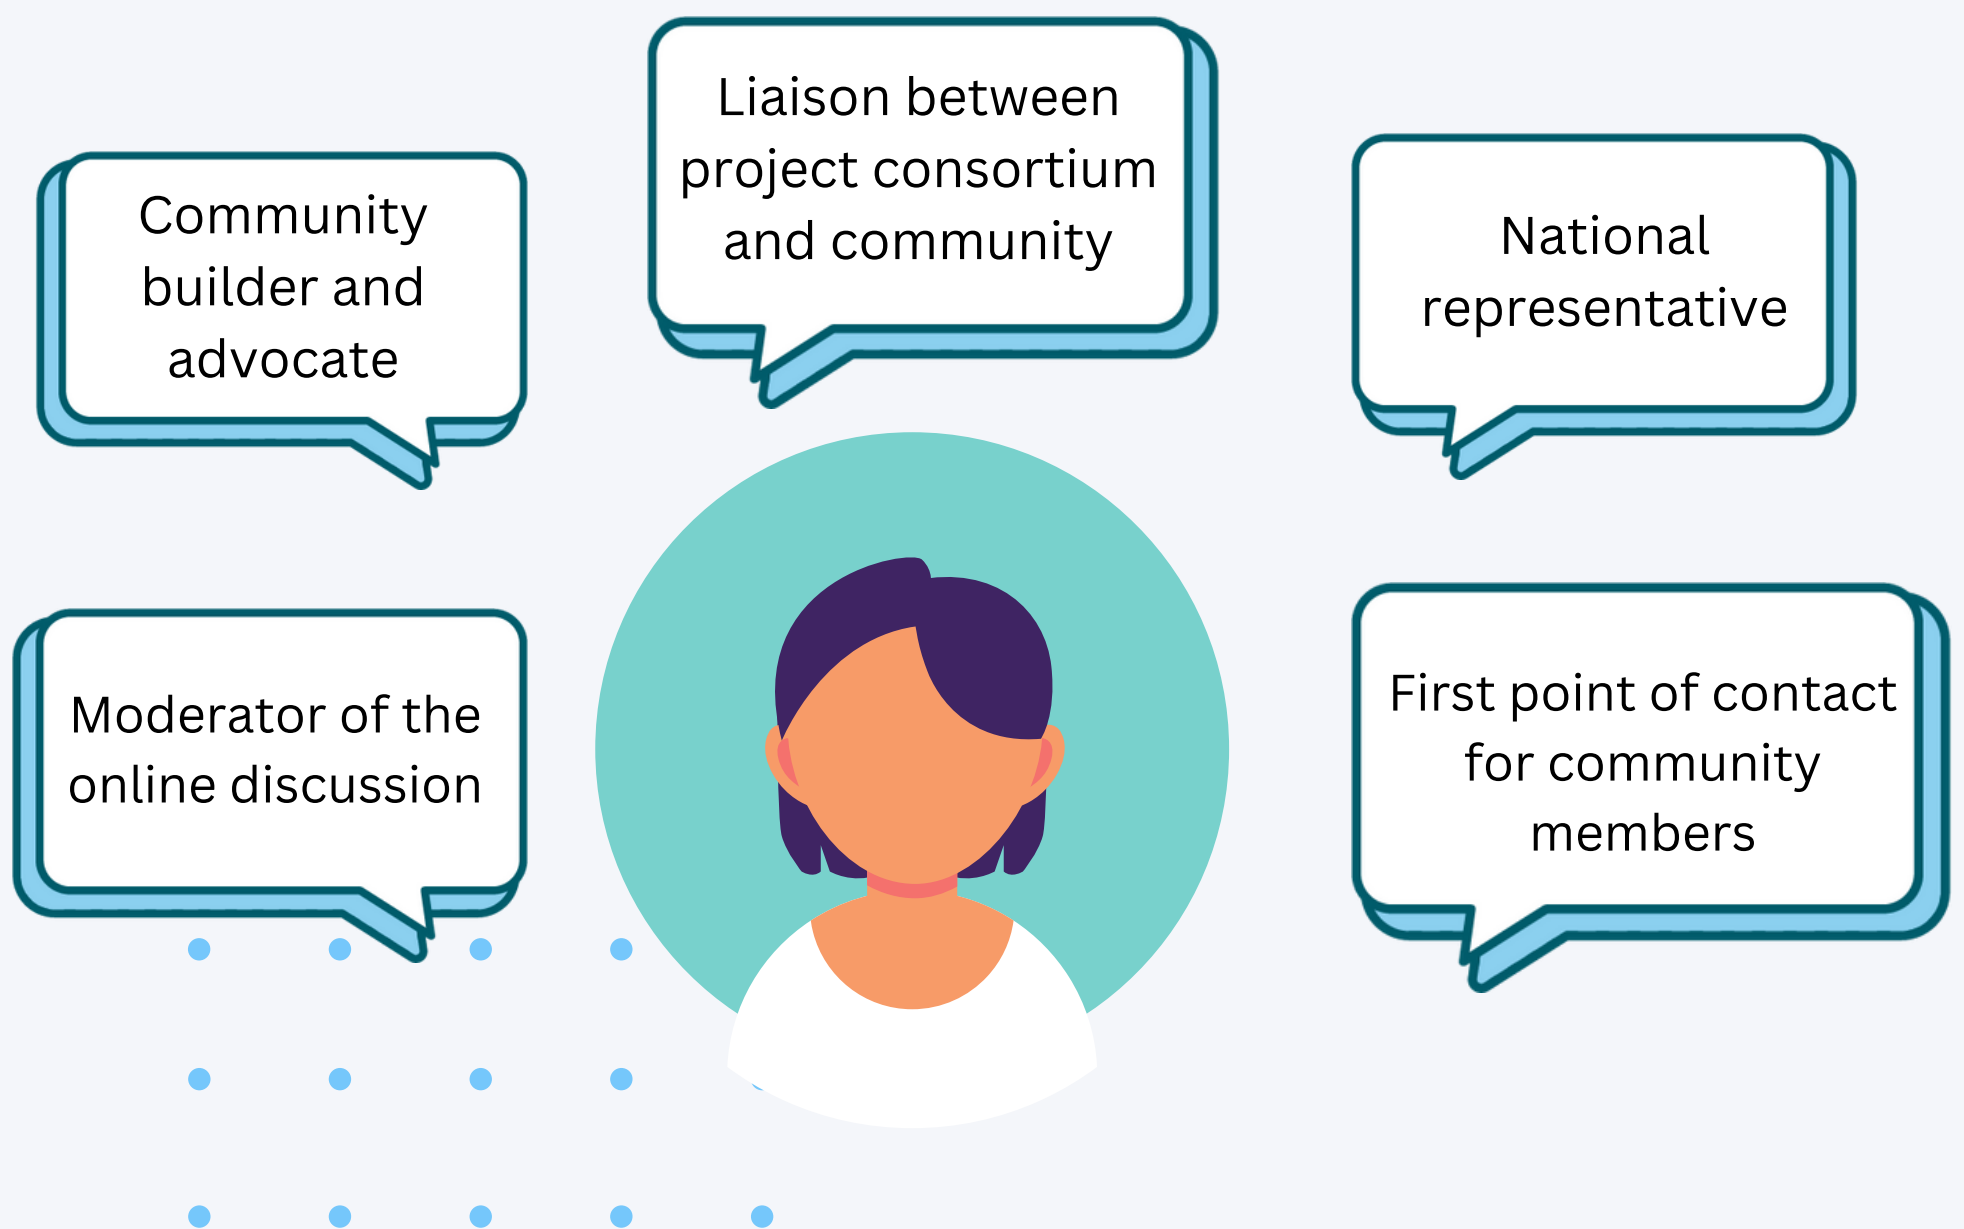 Liaison between
project consortium
and community
Community
builder and
advocate
National
representative
Moderator of the
online discussion
First point of contact
for community
members